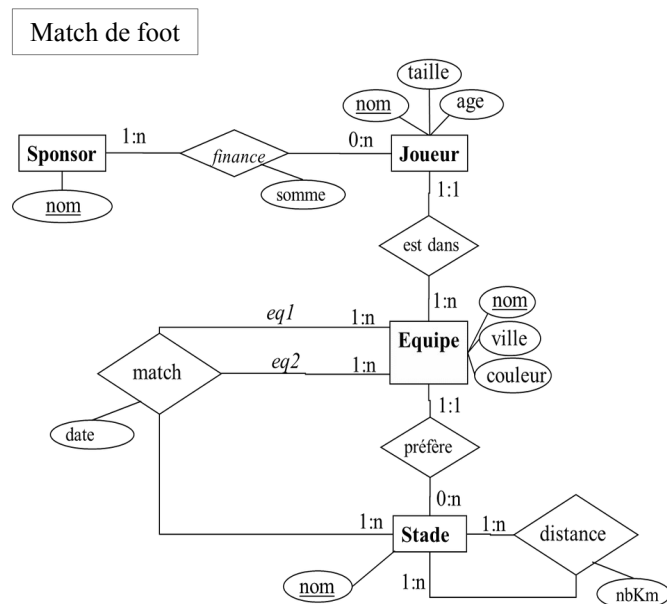 Match de foot
taille
nom
age
1:n
0:n
Sponsor
finance
Joueur
nom
somme
1:1
est dans
1:n
nom
eq1
1:n
Equipe
ville
match
eq2
1:n
couleur
date
1:1
préfère
0:n
1:n
Stade
1:n
distance
nom
1:n
nbKm